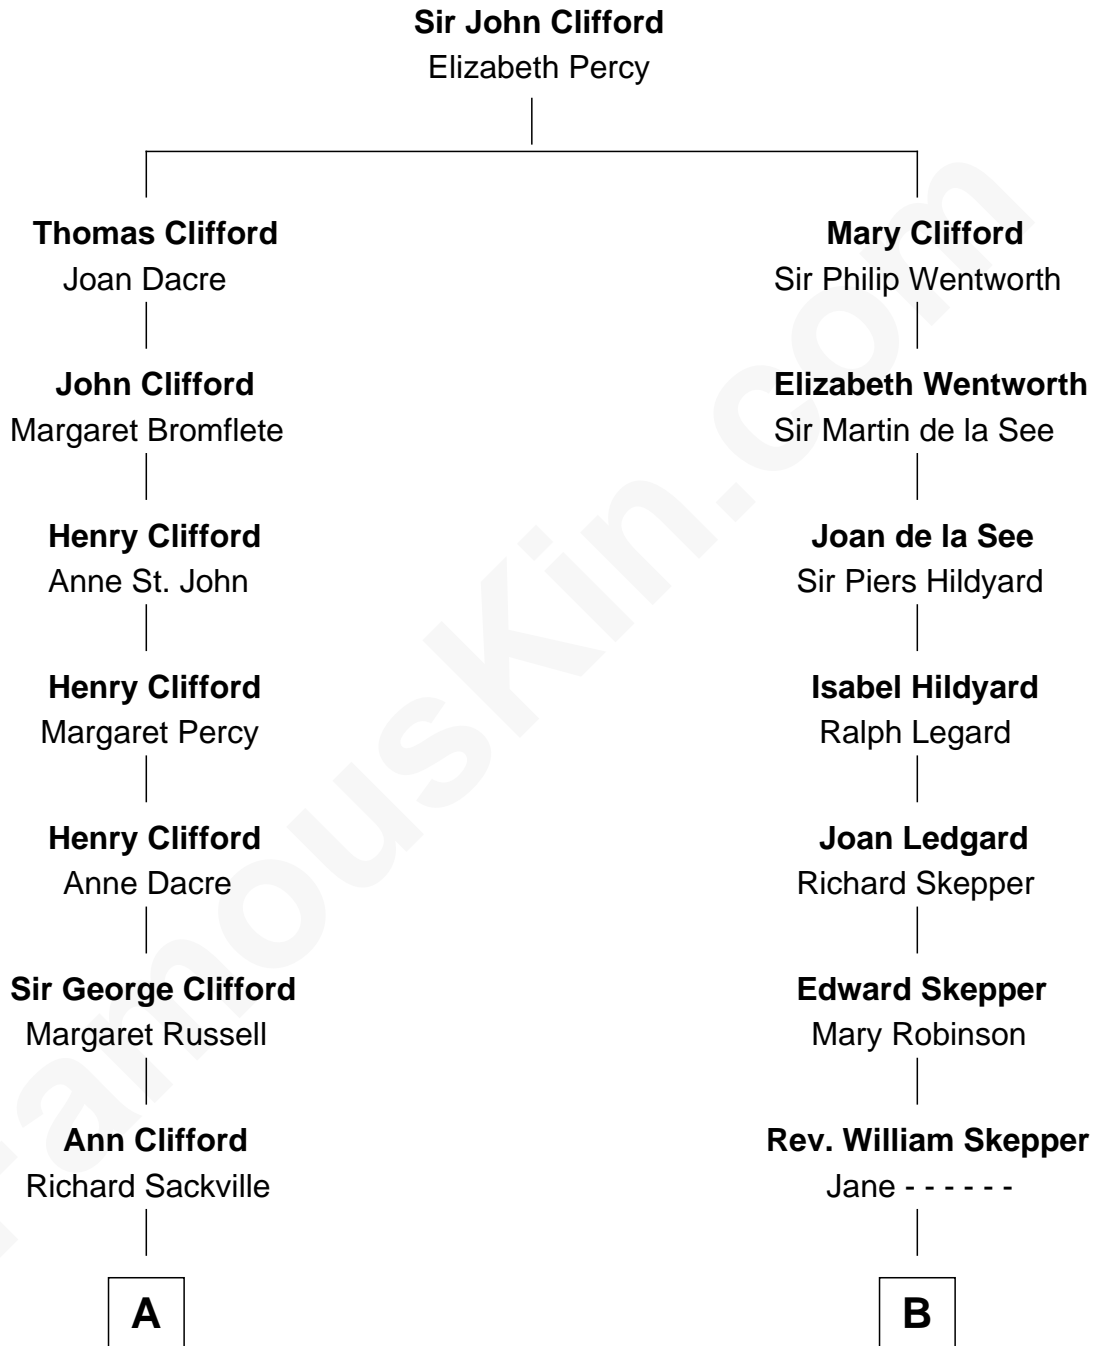 Sir John Clifford
Elizabeth Percy
Thomas Clifford
Joan Dacre
John Clifford
Margaret Bromflete
Henry Clifford
Anne St. John
Henry Clifford
Margaret Percy
Henry Clifford
Anne Dacre
Sir George Clifford
Margaret Russell
Ann Clifford
Richard Sackville
A
Mary Clifford
Sir Philip Wentworth
Elizabeth Wentworth
Sir Martin de la See
Joan de la See
Sir Piers Hildyard
Isabel Hildyard
Ralph Legard
Joan Ledgard
Richard Skepper
Edward Skepper
Mary Robinson
Rev. William Skepper
Jane - - - - - -
B
FamousKin.com